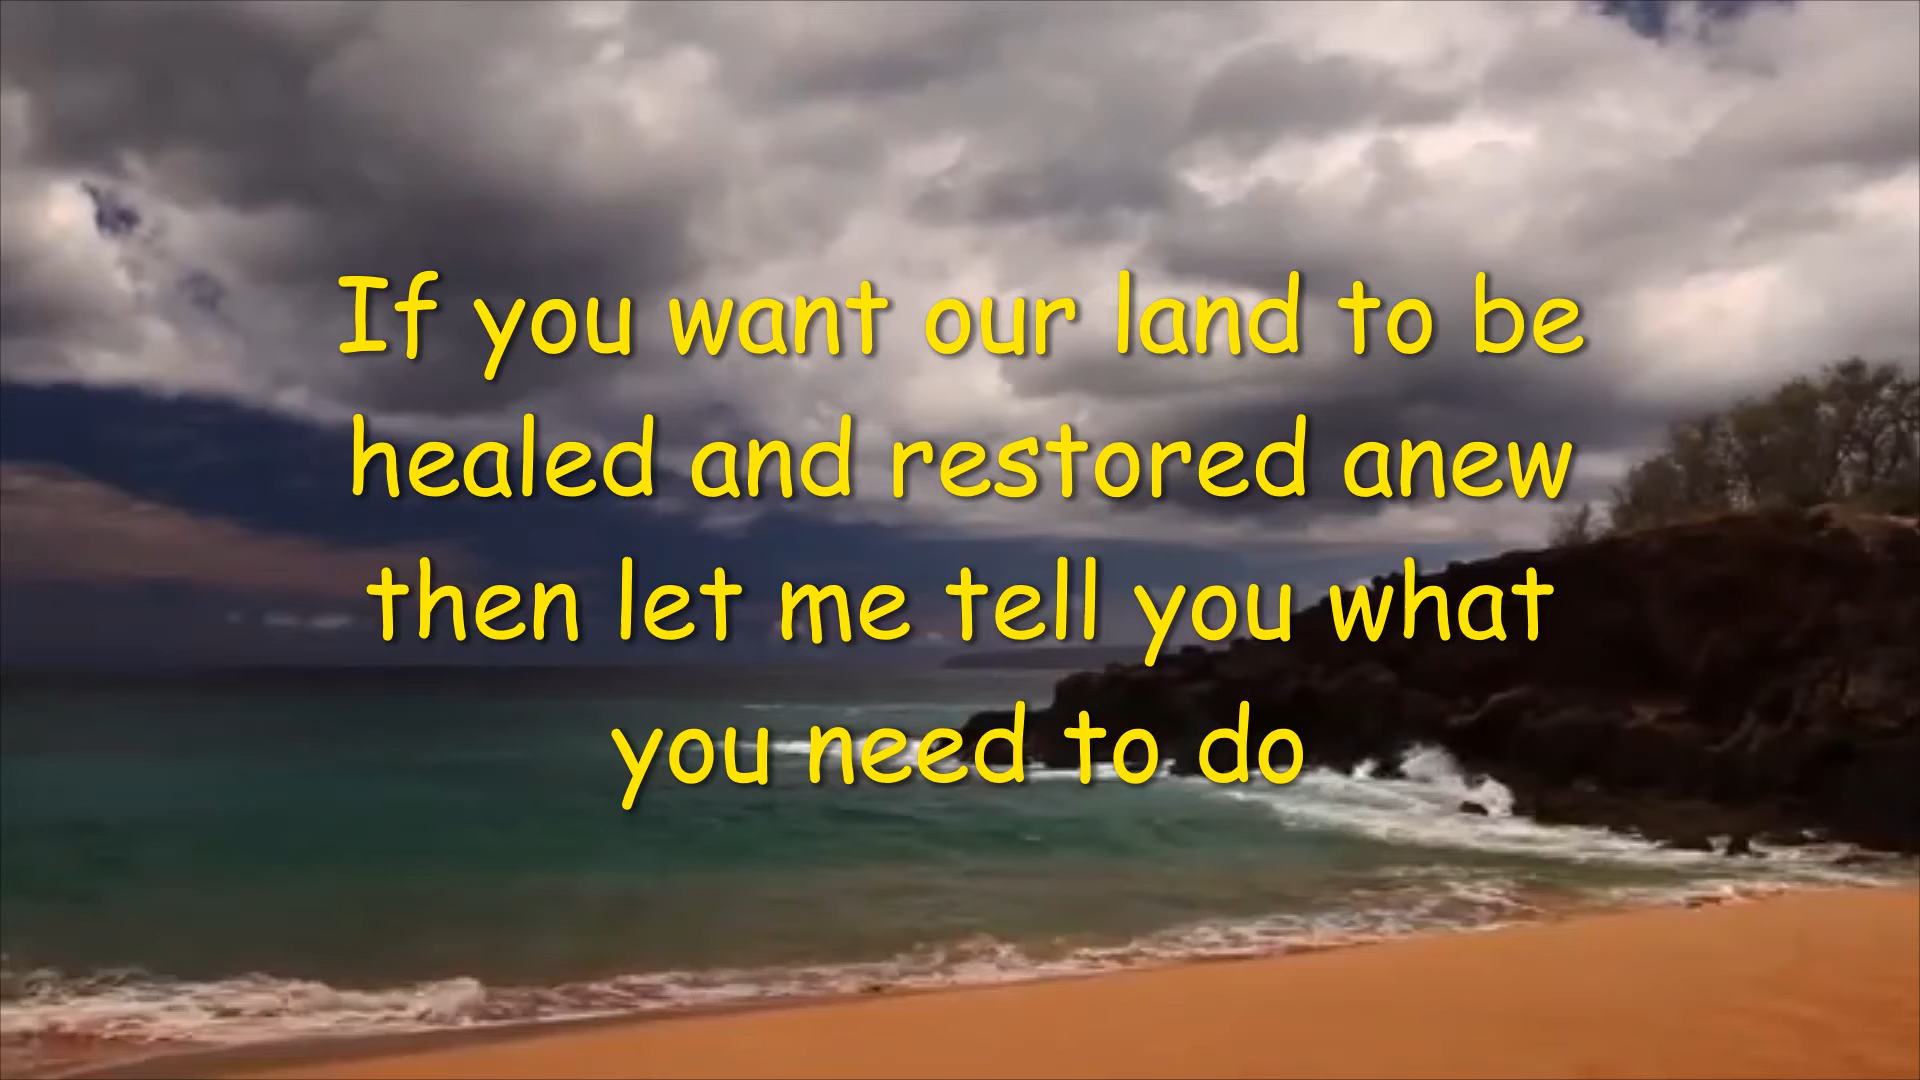 If you want our land to be
healed and restored anew
then let me tell you what
you need to do